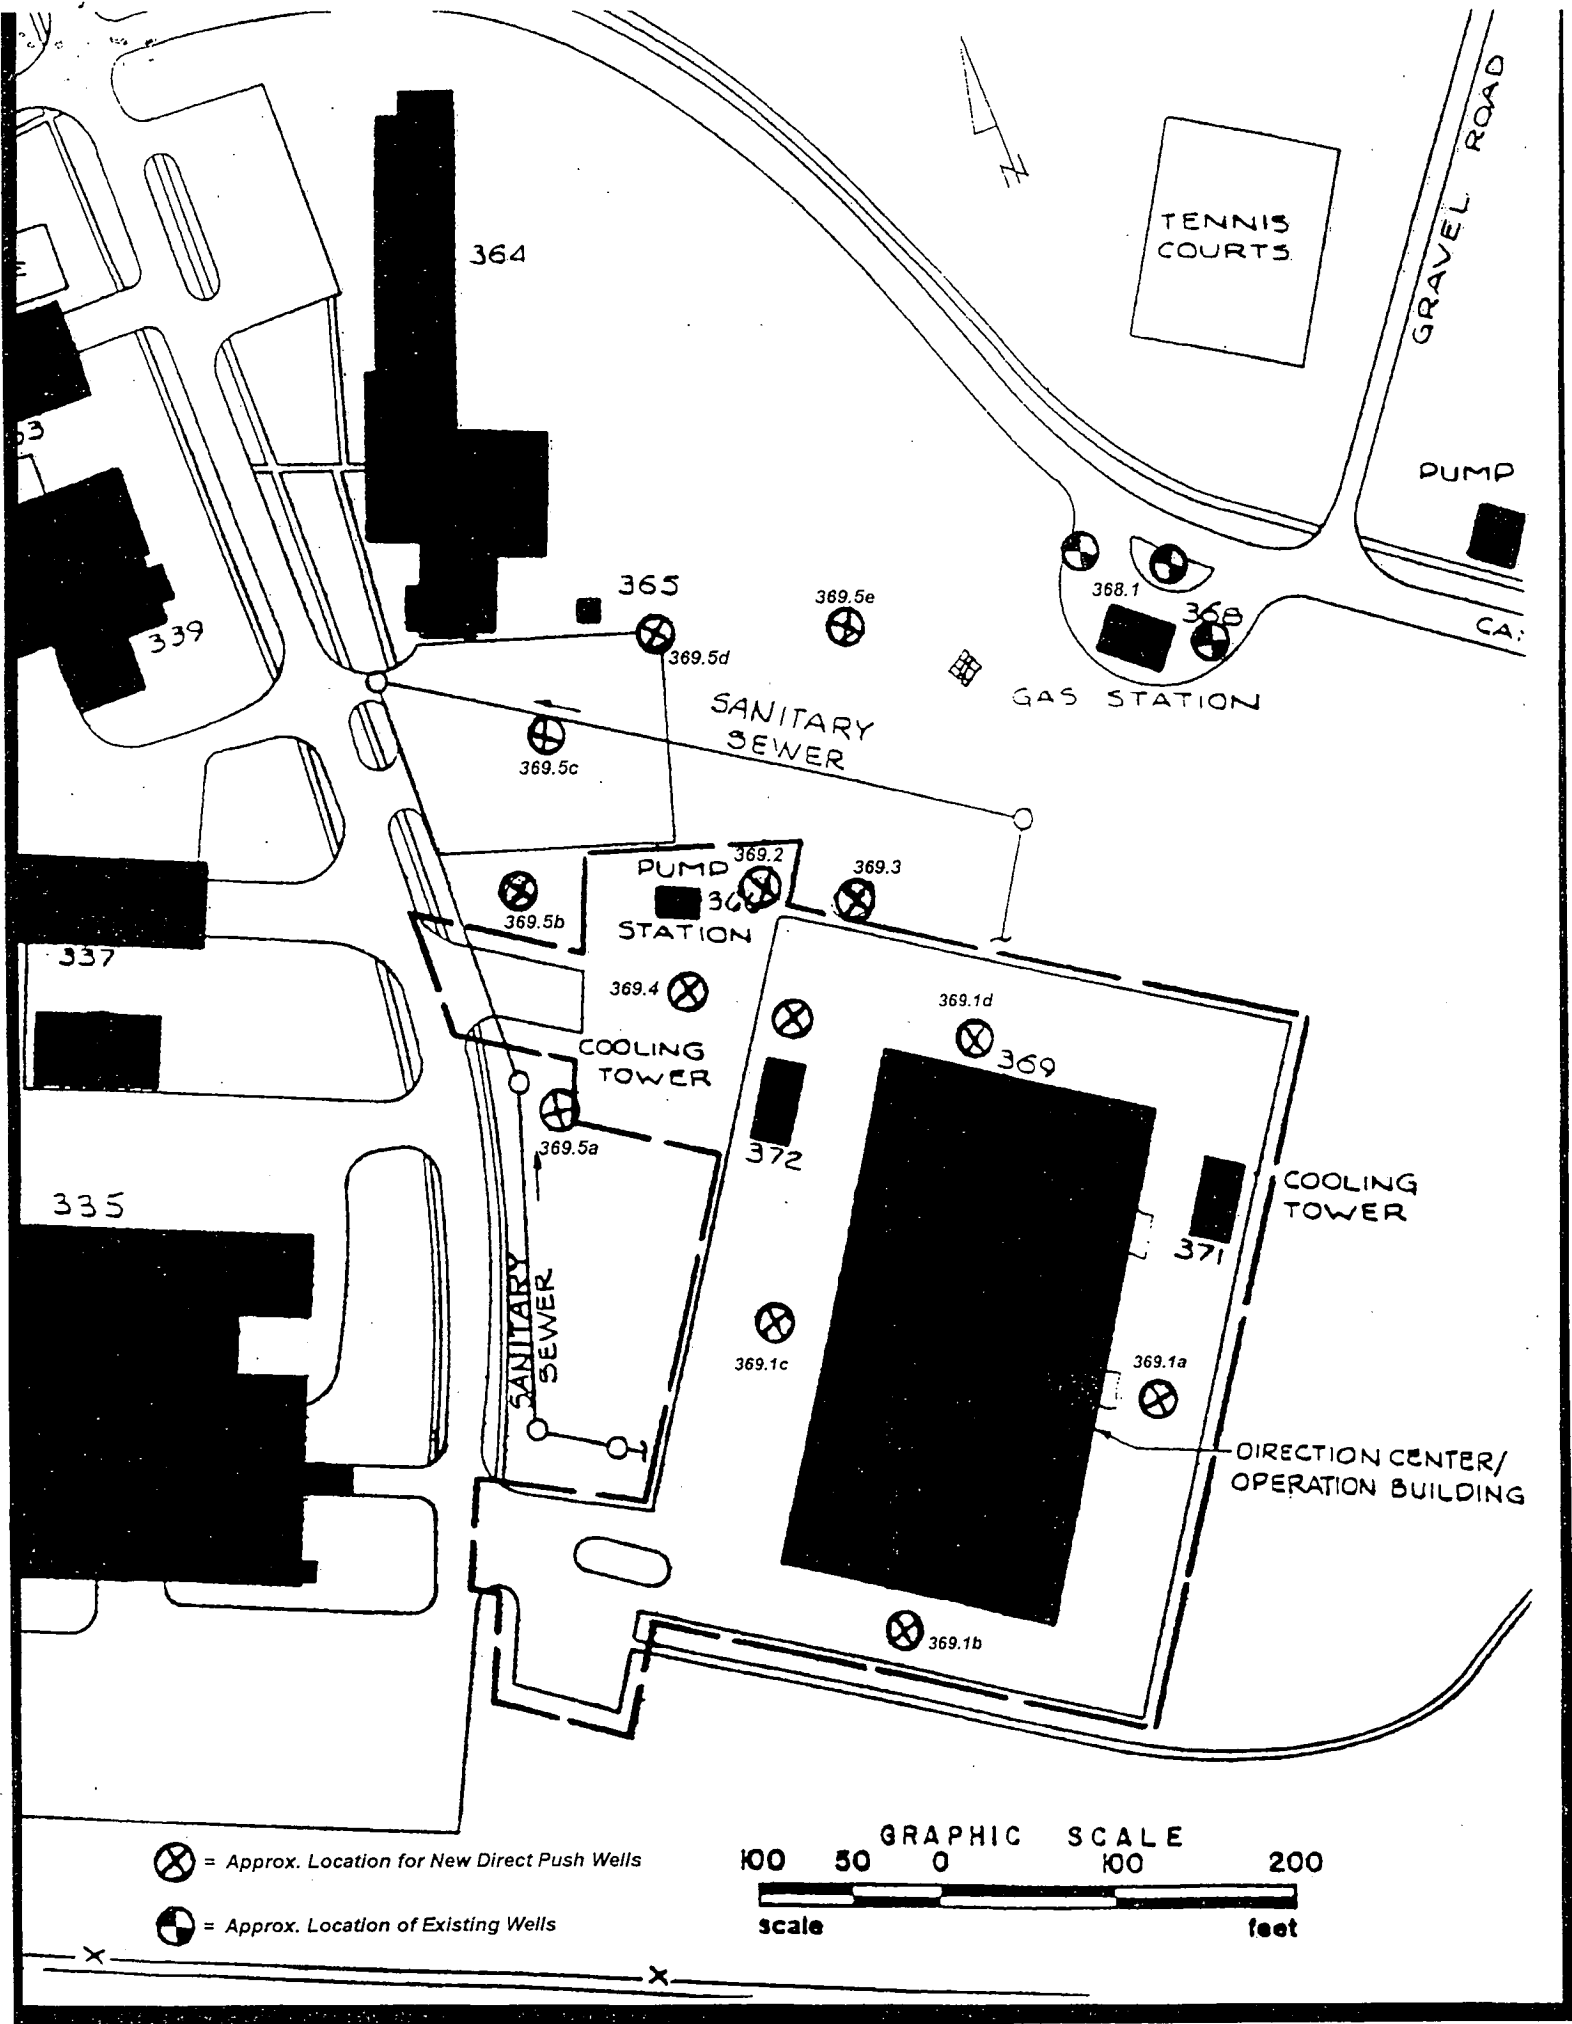 TENNIS
COURTS
GRAVEL ROAD
N
364
PUMP
365
369.5e
368.1
368
339
369.5d
CA:
GAS STATION
SANITARY
SEWER
369.5c
PUMP
369.2
369.3
369.5b
STATION
337
369.4
369.1d
COOLING
TOWER
369
369.5a
372
COOLING
TOWER
335
371
SANITARY
SEWER
369.1c
369.1a
DIRECTION CENTER/
OPERATION BUILDING
369.1b
= Approx. Location for New Direct Push Wells
= Approx. Location of Existing Wells
GRAPHIC SCALE
100 50 0 100 200
scale feet